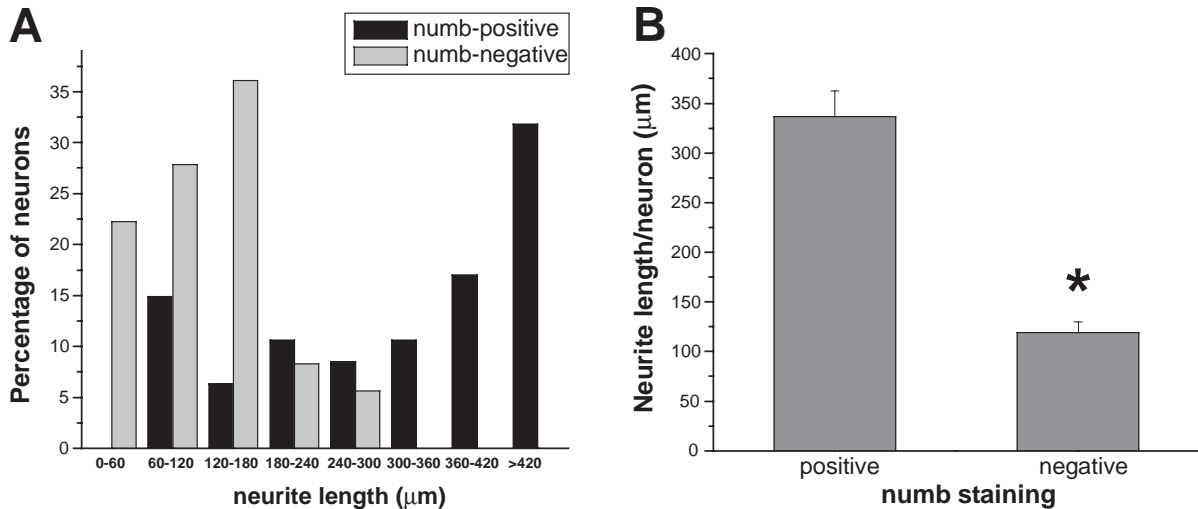 A
numb-positive
numb-negative
Percentage of neurons
35
30
25
20
15
10
5
0
0-60 60-120 120-180 180-240 240-300 300-360 360-420 >420
neurite length (μm)
B
Neurite length/neuron (μm)
400
350
300
250
200
150
100
50
0
*
positive negative
numb staining